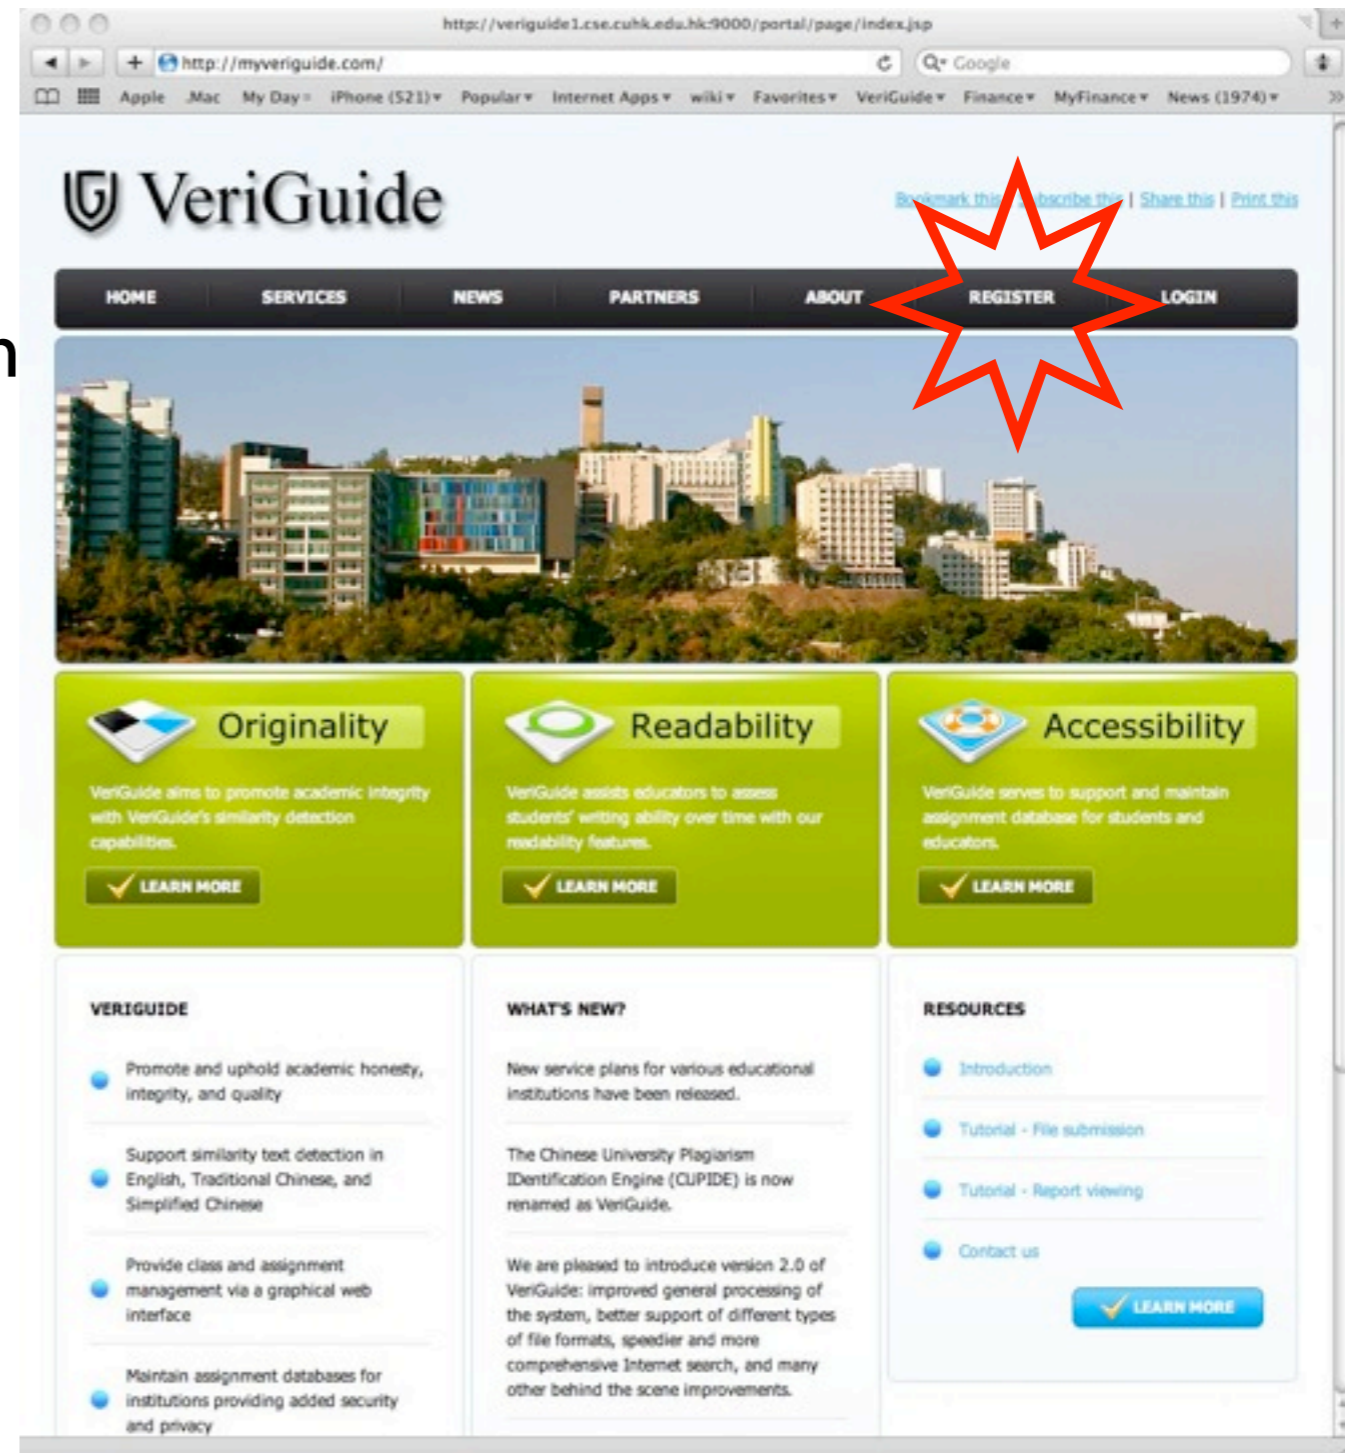 http://veriguide1.cse.cuhk.edu.hk:9000/portal/page/index.jsp
http://myveriguide.com/
Google
Apple .Mac My Day iPhone (521) Popular Internet Apps wiki Favorites VeriGuide Finance MyFinance News (1974)
VeriGuide
Bookmark this | Subscribe this | Share this | Print this
HOME SERVICES NEWS PARTNERS ABOUT REGISTER LOGIN
n
Originality
VeriGuide aims to promote academic integrity
with VeriGuide's similarity detection
capabilities.
LEARN MORE
Readability
VeriGuide assists educators to assess
students' writing ability over time with our
readability features.
LEARN MORE
Accessibility
VeriGuide serves to support and maintain
assignment database for students and
educators.
LEARN MORE
VERIGUIDE
Promote and uphold academic honesty,
integrity, and quality
Support similarity text detection in
English, Traditional Chinese, and
Simplified Chinese
Provide class and assignment
management via a graphical web
interface
Maintain assignment databases for
institutions providing added security
and privacy
WHAT'S NEW?
New service plans for various educational
institutions have been released.
The Chinese University Plagiarism
IDentification Engine (CUPIDE) is now
renamed as VeriGuide.
We are pleased to introduce version 2.0 of
VeriGuide: improved general processing of
the system, better support of different types
of file formats, speedier and more
comprehensive Internet search, and many
other behind the scene improvements.
RESOURCES
Introduction
Tutorial - File submission
Tutorial - Report viewing
Contact us
LEARN MORE